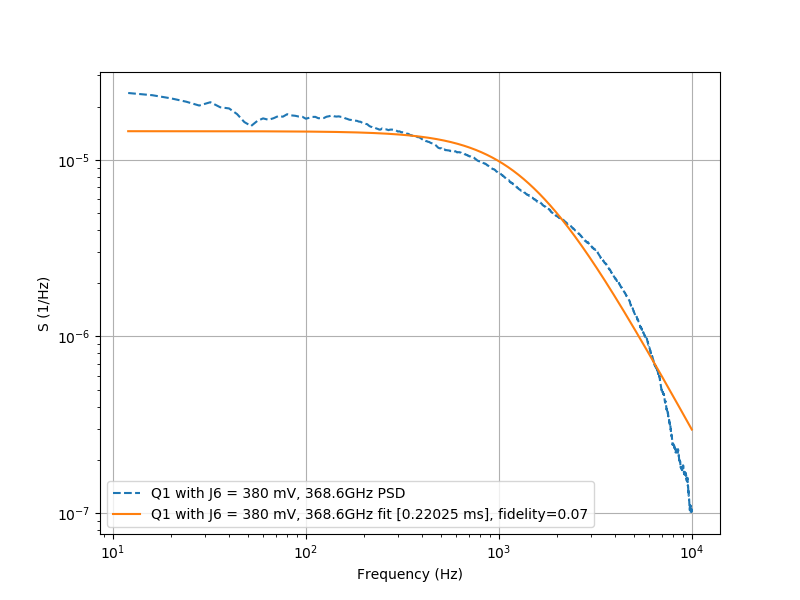 10⁻⁵
10⁻⁶
10⁻⁷
S (1/Hz)
Q1 with J6 = 380 mV, 368.6GHz PSD
Q1 with J6 = 380 mV, 368.6GHz fit [0.22025 ms], fidelity=0.07
10¹ 10² 10³ 10⁴
Frequency (Hz)